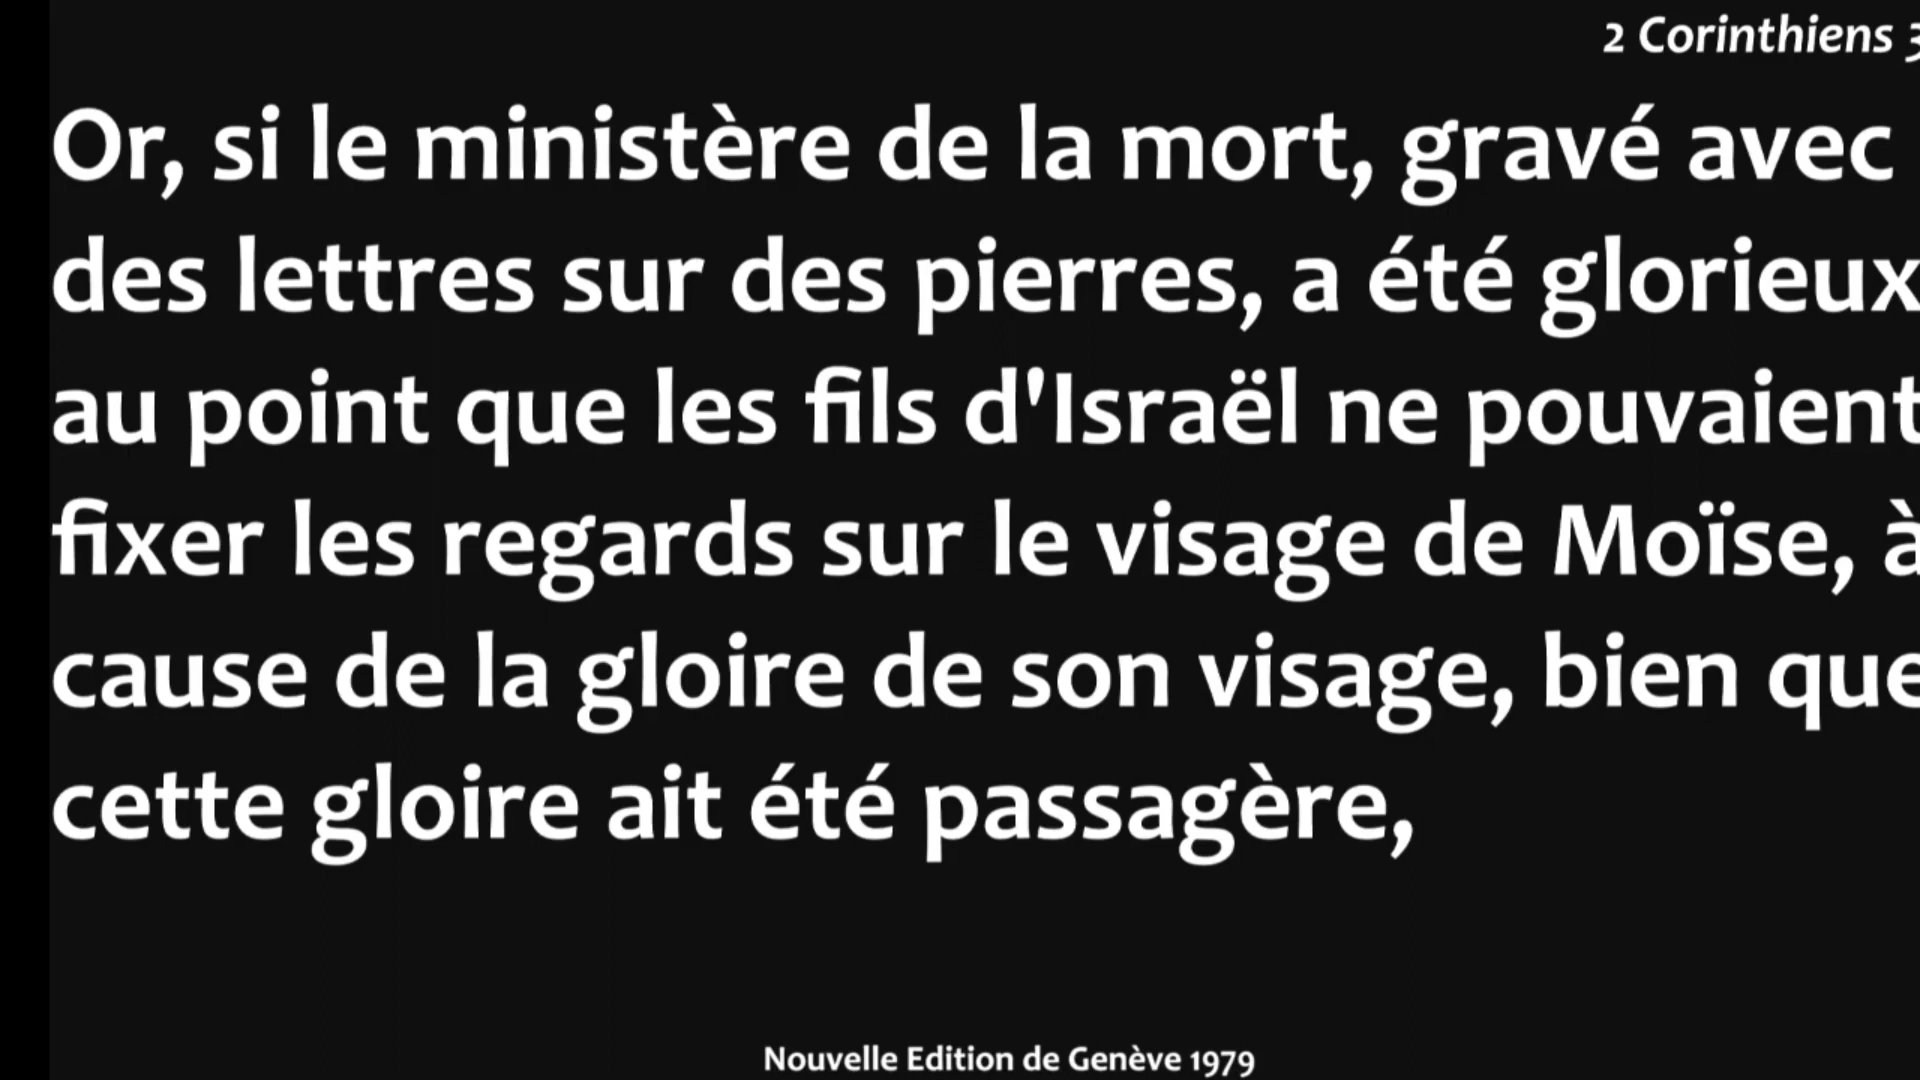 2 Corinthiens 3
Or, si le ministère de la mort, gravé avec
des lettres sur des pierres, a été glorieux
au point que les fils d'Israël ne pouvaient
fixer les regards sur le visage de Moïse, à
cause de la gloire de son visage, bien que
cette gloire ait été passagère,
Nouvelle Edition de Genève 1979